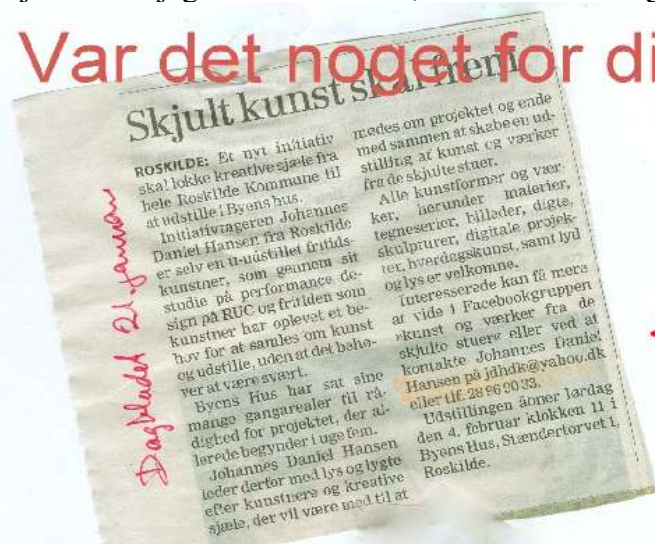 Var det noget for di
Skjult kunst skal frem
ROSKILDE: Et nyt initiativ
skal lokke kreative sjæle fra
hele Roskilde Kommune til
at udstille i Byens hus.
Initiativtageren Johannes
Daniel Hansen fra Roskilde
er selv en u-udstillet fritids-
kunstner, som gennem sit
studie på performance de-
sign på RUC og frafalden som
kunstner har oplevet et be-
hov for at samles om kunst
og udstille, uden at det behø-
ver at være svært.
Byens Hus har sat sine
mange gangarealer til rå-
dighed for projektet, der al-
lerede begynder i uge fem.
Johannes Daniel Hansen
leder derfor med lys og lygte
efter kunstnere og kreative
sjæle, der vil være med til at
mødes om projektet og ende
med sammen at skabe en ud-
stilling af kunst og værker
fra de skjulte stuer.
Alle kunstformer og vær-
ker, herunder malerier,
tegneserier, billeder, digte,
skulpturer, digitale projek-
ter, hverdagskunst, samt lyd
og lys er velkomne.
Interesserede kan få mere
at vide i Facebookgruppen
»kunst og værker fra de
skjulte stuer« eller ved at
kontakte Johannes Daniel
Hansen på jdhdk@yahoo.dk
eller tlf. 28 96 90 33.
Udstillingen åbner lørdag
den 4. februar klokken 11 i
Byens Hus, Stændertorvet 1,
Roskilde.
Dagbladet 21. januar